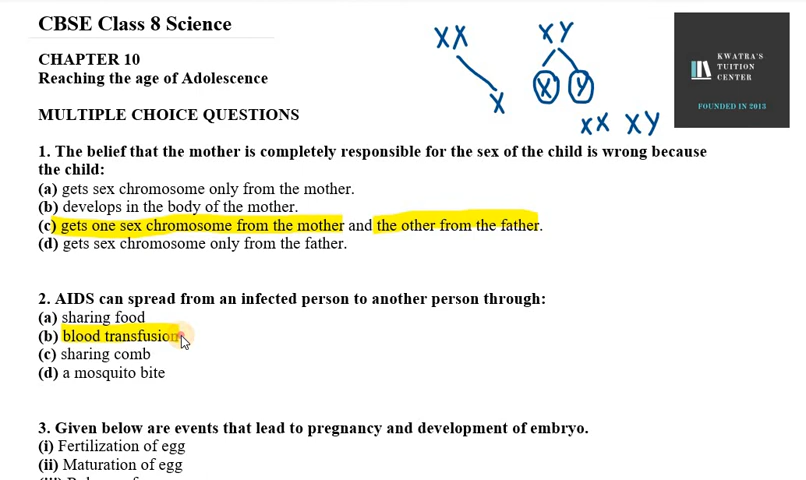 CBSE Class 8 Science
XX
XY
CHAPTER 10
Reaching the age of Adolescence
KWATRA'S
TUITION
CENTER
FOUNDED IN 2013
X
X
Y
MULTIPLE CHOICE QUESTIONS
XX XY
1. The belief that the mother is completely responsible for the sex of the child is wrong because
the child:
(a) gets sex chromosome only from the mother.
(b) develops in the body of the mother.
(c) gets one sex chromosome from the mother and the other from the father.
(d) gets sex chromosome only from the father.
2. AIDS can spread from an infected person to another person through:
(a) sharing food
(b) blood transfusion
(c) sharing comb
(d) a mosquito bite
3. Given below are events that lead to pregnancy and development of embryo.
(i) Fertilization of egg
(ii) Maturation of egg